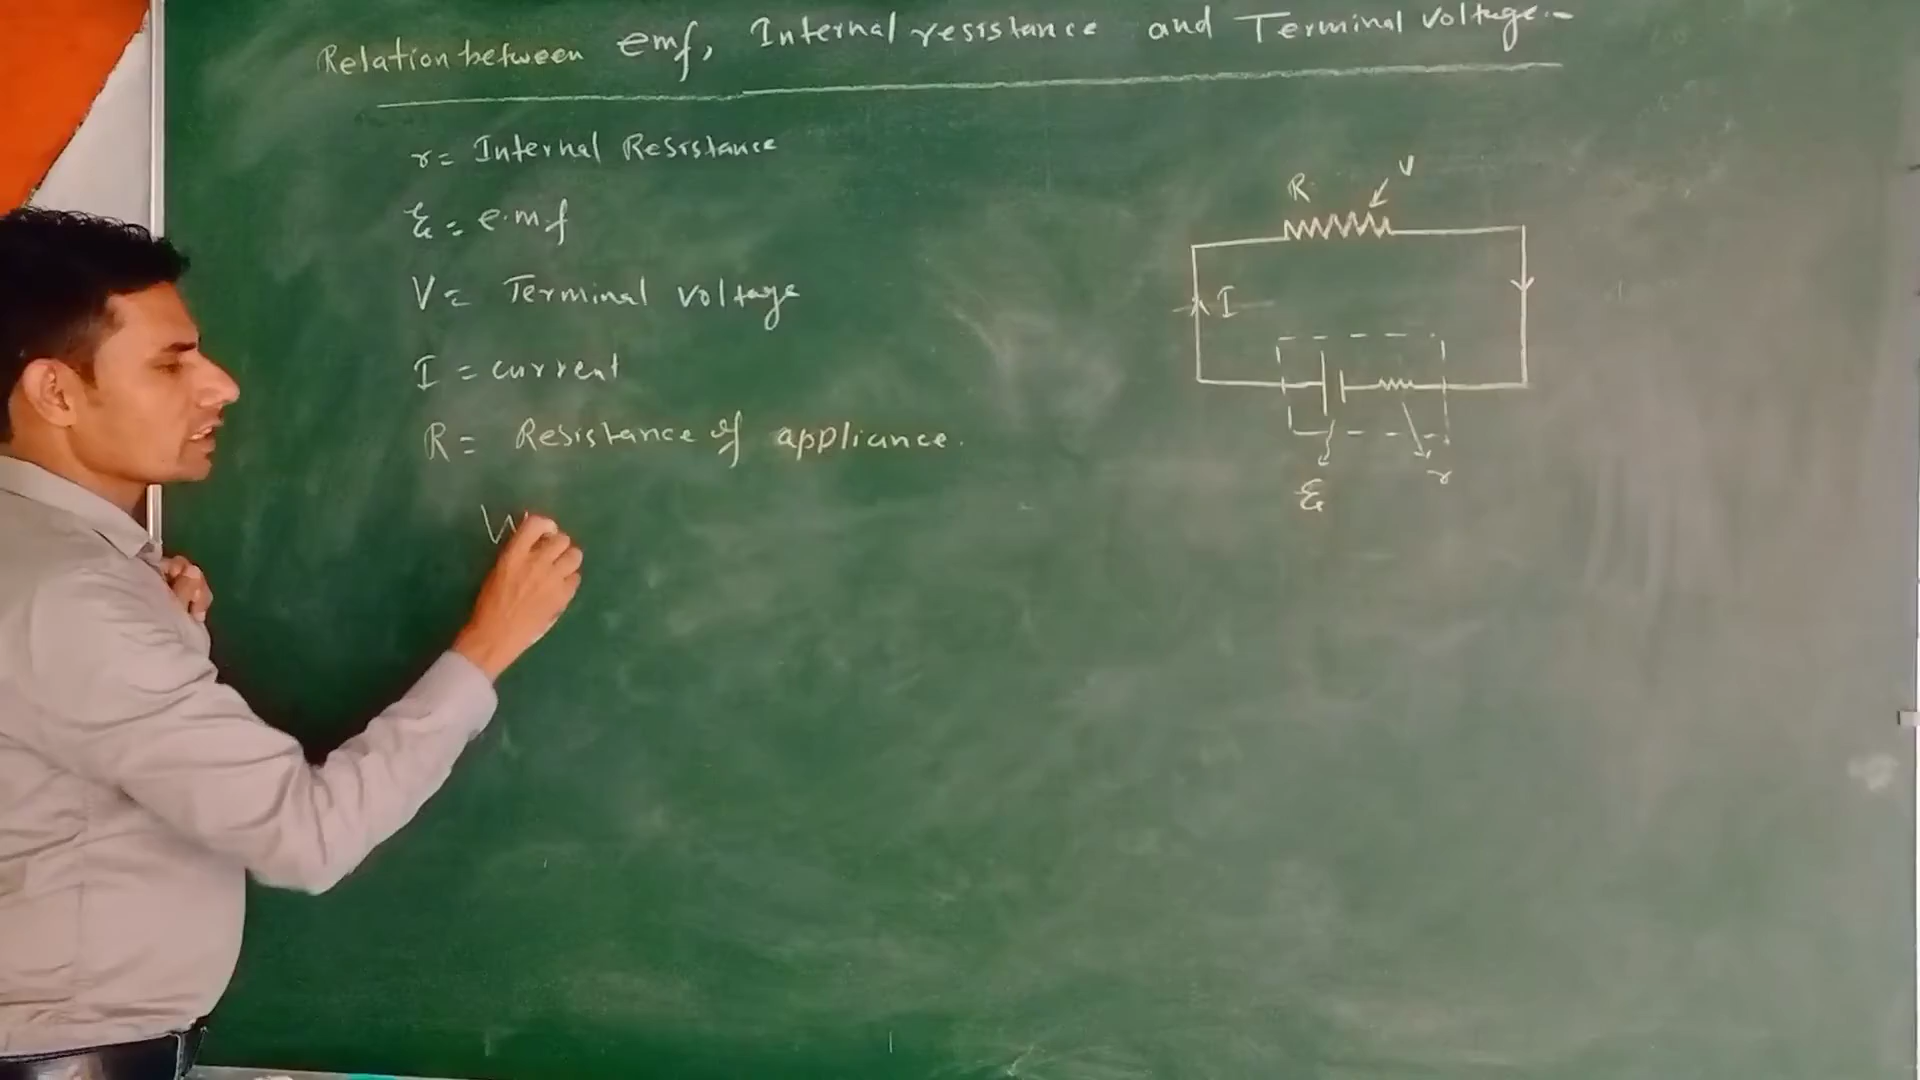 Relation between emf, Internal resistance and Terminal voltage:-
r= Internal Resistance
ℰ= e.m.f
V= Terminal voltage
I = current
R= Resistance of appliance.
W
R
V
I
ℰ
r